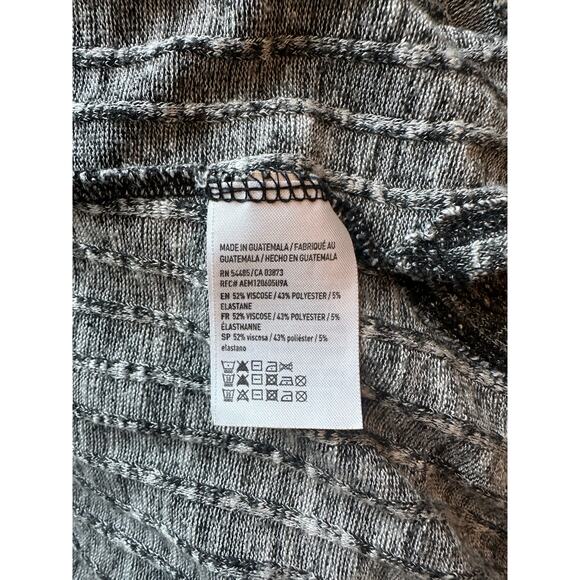 MADE IN GUATEMALA / FABRIQUÉ AU
GUATEMALA / HECHO EN GUATEMALA
RN 54485/CA 03873
RFC# AEM120605U9A
EN 52% VISCOSE / 43% POLYESTER / 5%
ELASTANE
FR 52% VISCOSE / 43% POLYESTER / 5%
ÉLASTHANNE
SP 52% viscosa / 43% poliéster / 5%
elastano